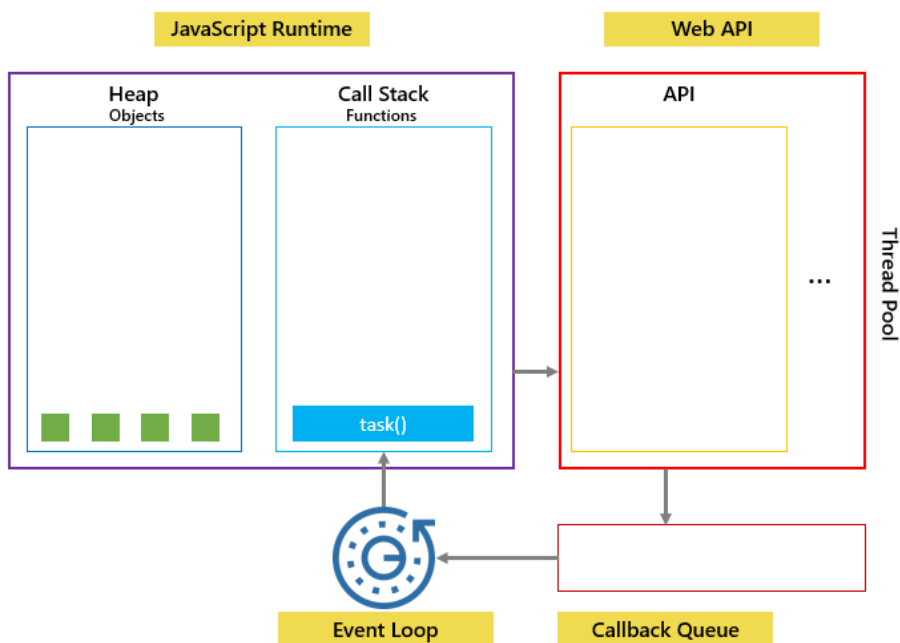 JavaScript Runtime
Web API
Heap
Objects
Call Stack
Functions
API
...
Thread Pool
task()
Event Loop
Callback Queue